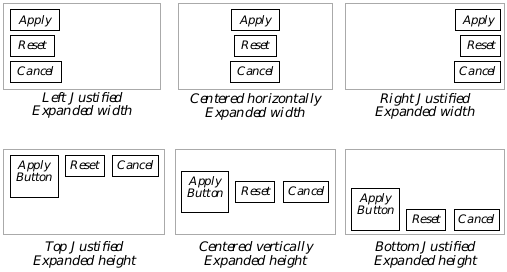 Apply
Reset
Cancel
Left Justified
Expanded width
Apply
Reset
Cancel
Centered horizontally
Expanded width
Apply
Reset
Cancel
Right Justified
Expanded width
Apply
Button
Reset
Cancel
Top Justified
Expanded height
Apply
Button
Reset
Cancel
Centered vertically
Expanded height
Apply
Button
Reset
Cancel
Bottom Justified
Expanded height